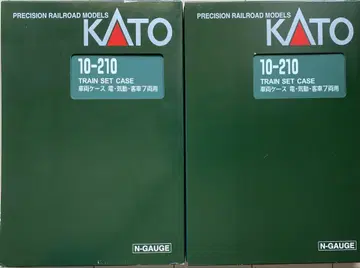 PRECISION RAILROAD MODELS
KATO
10-210
TRAIN SET CASE
車両ケース 電・気動・客車7両用
N-GAUGE
PRECISION RAILROAD MODELS
KATO
10-210
TRAIN SET CASE
車両ケース 電・気動・客車7両用
N-GAUGE